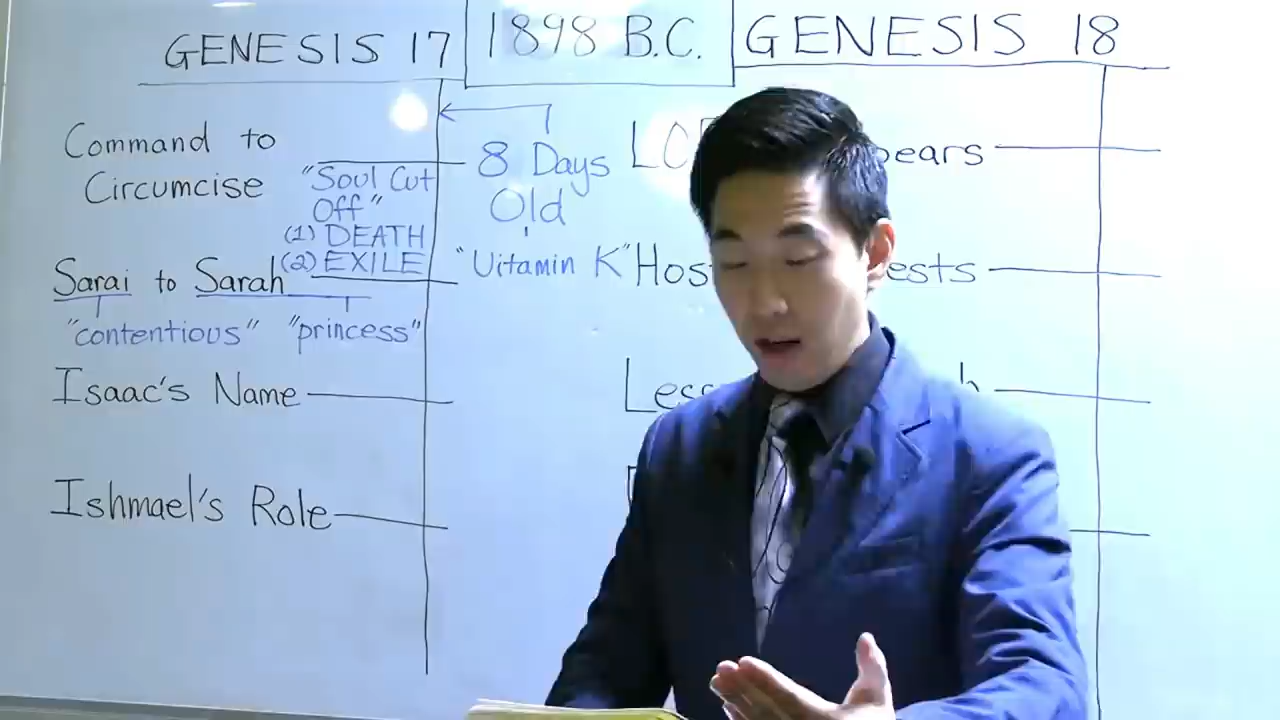 GENESIS 17
1898 B.C.
GENESIS 18
Command to
Circumcise
"Soul Cut
Off"
(1) DEATH
(2) EXILE
8 Days
Old
"Vitamin K"
Sarai to Sarah
"contentious" "princess"
Isaac's Name
Ishmael's Role